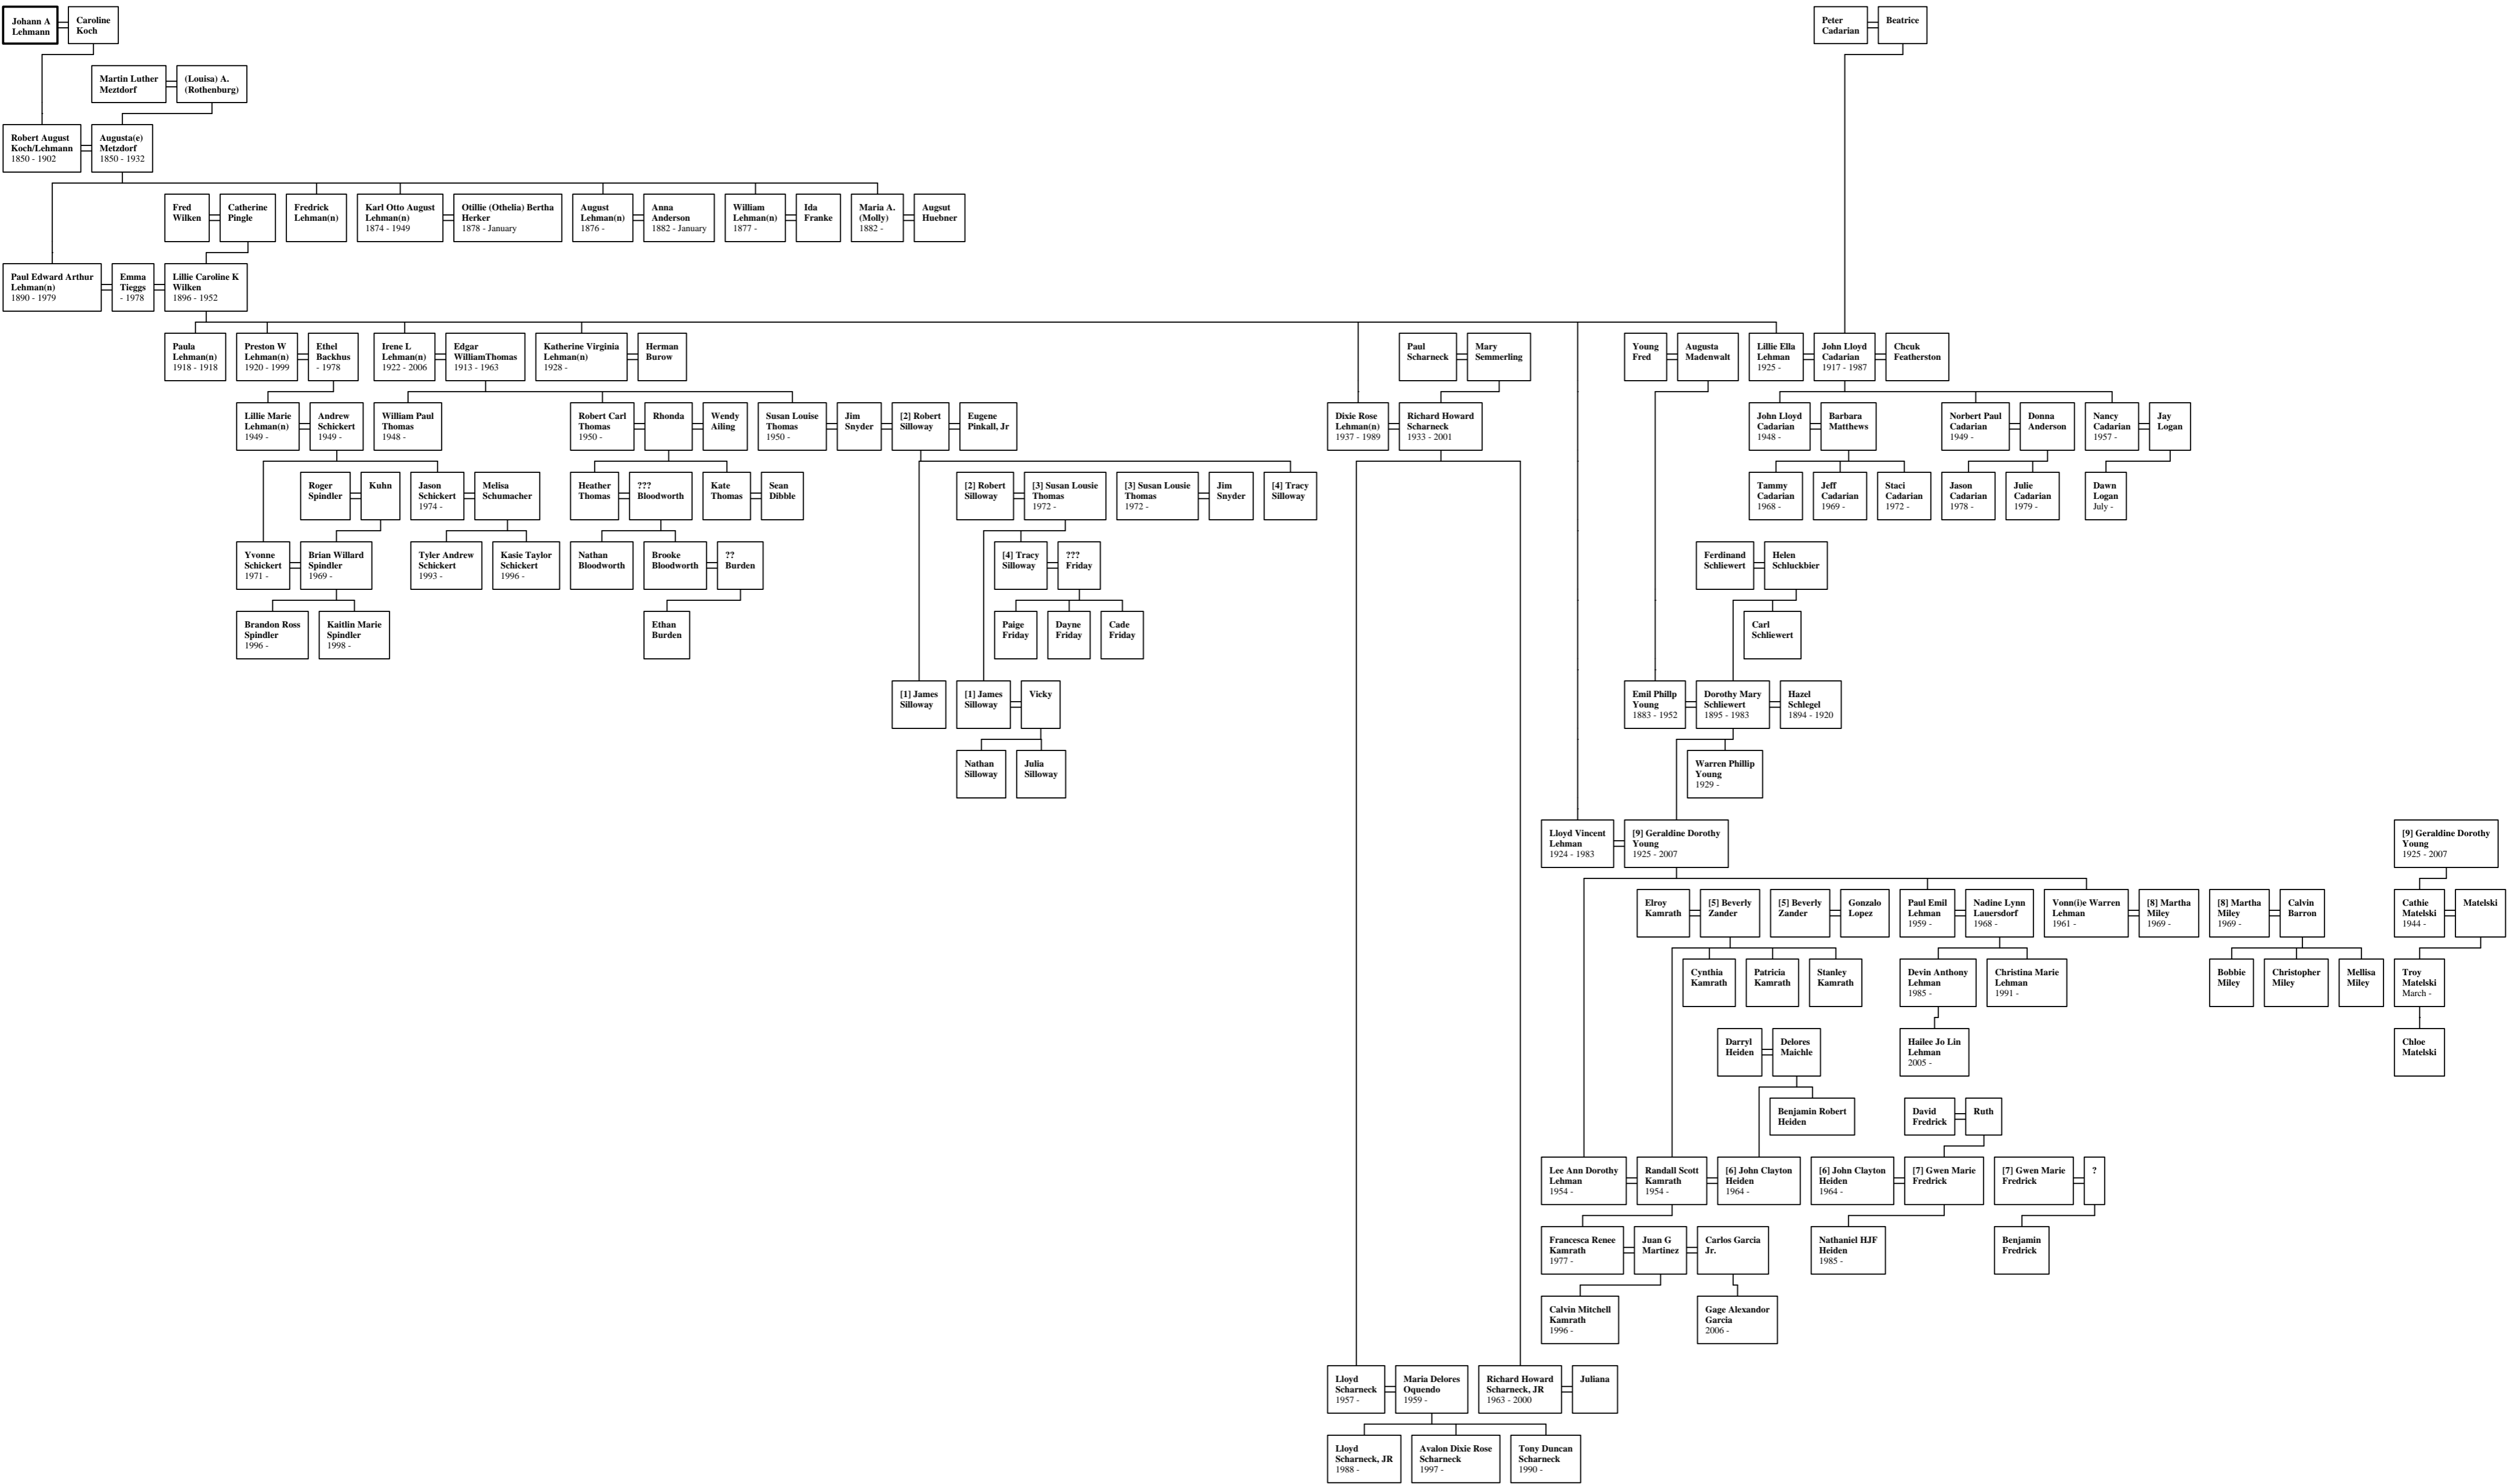 Johann A
Lehmann
Caroline
Koch
Peter
Cadarian
Beatrice
Martin Luther
Meztdorf
(Louisa) A.
(Rothenburg)
Robert August
Koch/Lehmann
1850 - 1902
Augusta(e)
Metzdorf
1850 - 1932
Fred
Wilken
Catherine
Pingle
Fredrick
Lehman(n)
Karl Otto August
Lehman(n)
1874 - 1949
Otillie (Othelia) Bertha
Herker
1878 - January
August
Lehman(n)
1876 -
Anna
Anderson
1882 - January
William
Lehman(n)
1877 -
Ida
Franke
Maria A.
(Molly)
1882 -
Augsut
Huebner
Paul Edward Arthur
Lehman(n)
1890 - 1979
Emma
Tieggs
- 1978
Lillie Caroline K
Wilken
1896 - 1952
Paula
Lehman(n)
1918 - 1918
Preston W
Lehman(n)
1920 - 1999
Ethel
Backhus
- 1978
Irene L
Lehman(n)
1922 - 2006
Edgar
WilliamThomas
1913 - 1963
Katherine Virginia
Lehman(n)
1928 -
Herman
Burow
Paul
Scharneck
Mary
Semmerling
Young
Fred
Augusta
Madenwalt
Lillie Ella
Lehman
1925 -
John Lloyd
Cadarian
1917 - 1987
Chcuk
Featherston
Lillie Marie
Lehman(n)
1949 -
Andrew
Schickert
1949 -
William Paul
Thomas
1948 -
Robert Carl
Thomas
1950 -
Rhonda
Wendy
Ailing
Susan Louise
Thomas
1950 -
Jim
Snyder
[2] Robert
Silloway
Eugene
Pinkall, Jr
Dixie Rose
Lehman(n)
1937 - 1989
Richard Howard
Scharneck
1933 - 2001
John Lloyd
Cadarian
1948 -
Barbara
Matthews
Norbert Paul
Cadarian
1949 -
Donna
Anderson
Nancy
Cadarian
1957 -
Jay
Logan
Roger
Spindler
Kuhn
Jason
Schickert
1974 -
Melisa
Schumacher
Heather
Thomas
???
Bloodworth
Kate
Thomas
Sean
Dibble
[2] Robert
Silloway
[3] Susan Lousie
Thomas
1972 -
[3] Susan Lousie
Thomas
1972 -
Jim
Snyder
[4] Tracy
Silloway
Tammy
Cadarian
1968 -
Jeff
Cadarian
1969 -
Staci
Cadarian
1972 -
Jason
Cadarian
1978 -
Julie
Cadarian
1979 -
Dawn
Logan
July -
Yvonne
Schickert
1971 -
Brian Willard
Spindler
1969 -
Tyler Andrew
Schickert
1993 -
Kasie Taylor
Schickert
1996 -
Nathan
Bloodworth
Brooke
Bloodworth
??
Burden
[4] Tracy
Silloway
???
Friday
Ferdinand
Schliewert
Helen
Schluckbier
Brandon Ross
Spindler
1996 -
Kaitlin Marie
Spindler
1998 -
Ethan
Burden
Paige
Friday
Dayne
Friday
Cade
Friday
Carl
Schliewert
[1] James
Silloway
[1] James
Silloway
Vicky
Emil Phillp
Young
1883 - 1952
Dorothy Mary
Schliewert
1895 - 1983
Hazel
Schlegel
1894 - 1920
Nathan
Silloway
Julia
Silloway
Warren Phillip
Young
1929 -
Lloyd Vincent
Lehman
1924 - 1983
[9] Geraldine Dorothy
Young
1925 - 2007
[9] Geraldine Dorothy
Young
1925 - 2007
Elroy
Kamrath
[5] Beverly
Zander
[5] Beverly
Zander
Gonzalo
Lopez
Paul Emil
Lehman
1959 -
Nadine Lynn
Lauersdorf
1968 -
Vonn(i)e Warren
Lehman
1961 -
[8] Martha
Miley
1969 -
[8] Martha
Miley
1969 -
Calvin
Barron
Cathie
Matelski
1944 -
Matelski
Cynthia
Kamrath
Patricia
Kamrath
Stanley
Kamrath
Devin Anthony
Lehman
1985 -
Christina Marie
Lehman
1991 -
Bobbie
Miley
Christopher
Miley
Mellisa
Miley
Troy
Matelski
March -
Darryl
Heiden
Delores
Maichle
Hailee Jo Lin
Lehman
2005 -
Chloe
Matelski
Benjamin Robert
Heiden
David
Fredrick
Ruth
Lee Ann Dorothy
Lehman
1954 -
Randall Scott
Kamrath
1954 -
[6] John Clayton
Heiden
1964 -
[6] John Clayton
Heiden
1964 -
[7] Gwen Marie
Fredrick
[7] Gwen Marie
Fredrick
?
Francesca Renee
Kamrath
1977 -
Juan G
Martinez
Carlos Garcia
Jr.
Nathaniel HJF
Heiden
1985 -
Benjamin
Fredrick
Calvin Mitchell
Kamrath
1996 -
Gage Alexandor
Garcia
2006 -
Lloyd
Scharneck
1957 -
Maria Delores
Oquendo
1959 -
Richard Howard
Scharneck, JR
1963 - 2000
Juliana
Lloyd
Scharneck, JR
1988 -
Avalon Dixie Rose
Scharneck
1997 -
Tony Duncan
Scharneck
1990 -